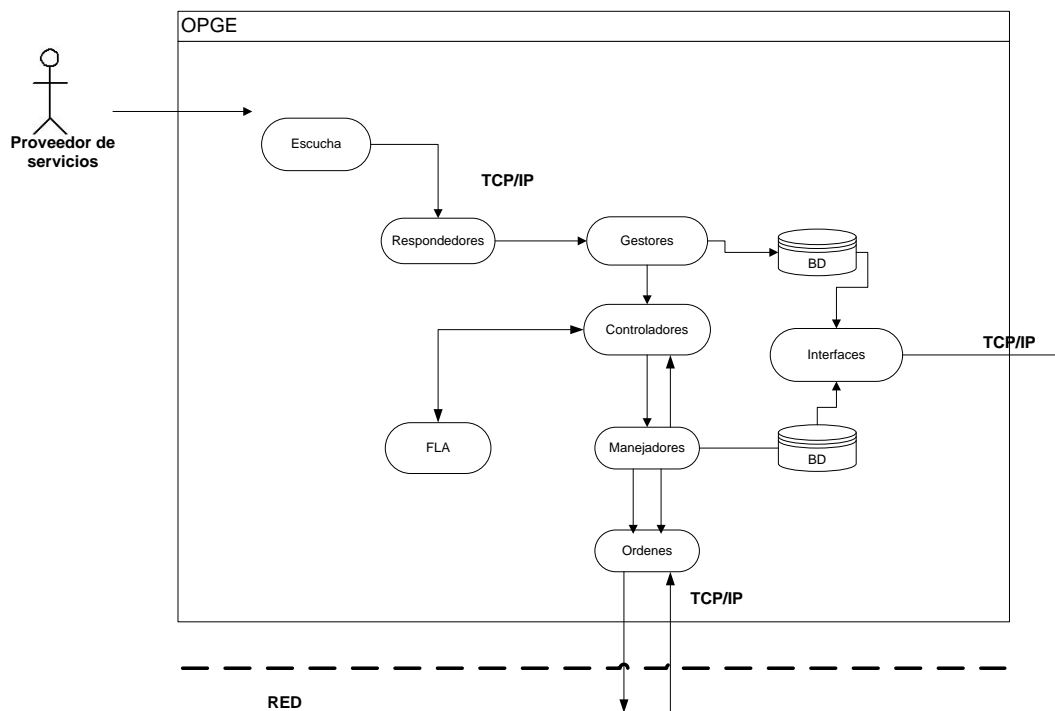 OPGE
Proveedor de
servicios
Escucha
TCP/IP
Respondedores
Gestores
BD
Controladores
Interfaces
TCP/IP
FLA
Manejadores
BD
Ordenes
TCP/IP
RED